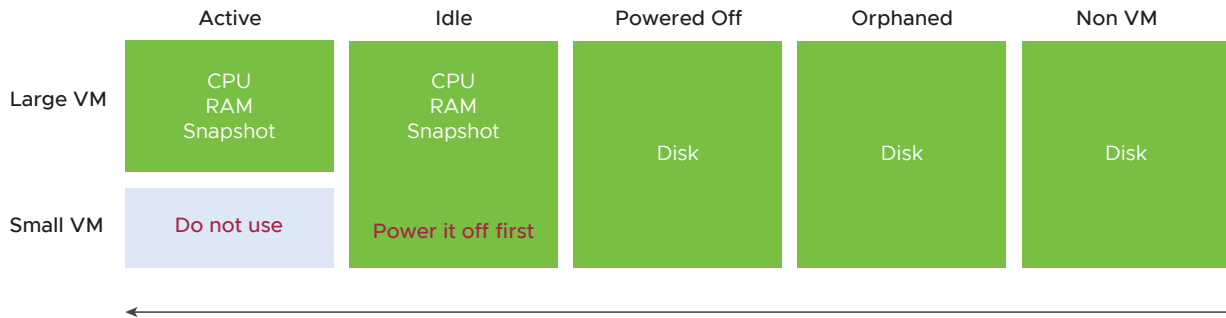 Active
Idle
Powered Off
Orphaned
Non VM
Large VM
CPU
RAM
Snapshot
CPU
RAM
Snapshot
Disk
Disk
Disk
Small VM
Do not use
Power it off first